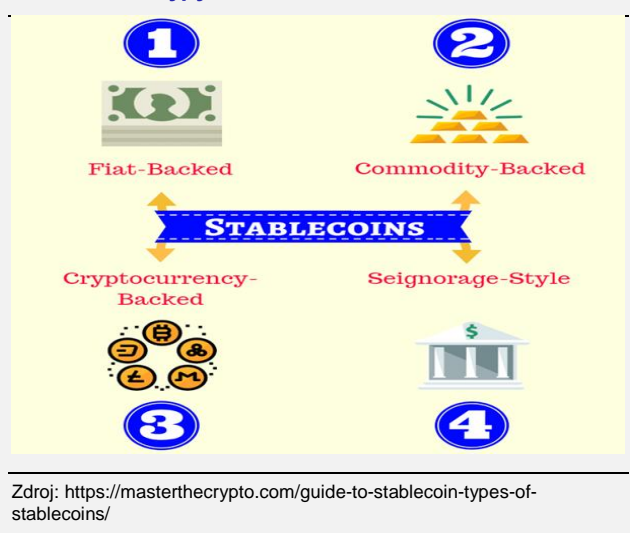 1
2
Fiat-Backed
Commodity-Backed
STABLECOINS
Cryptocurrency-
Backed
Seignorage-Style
$
3
4
Zdroj: https://masterthecrypto.com/guide-to-stablecoin-types-of-
stablecoins/